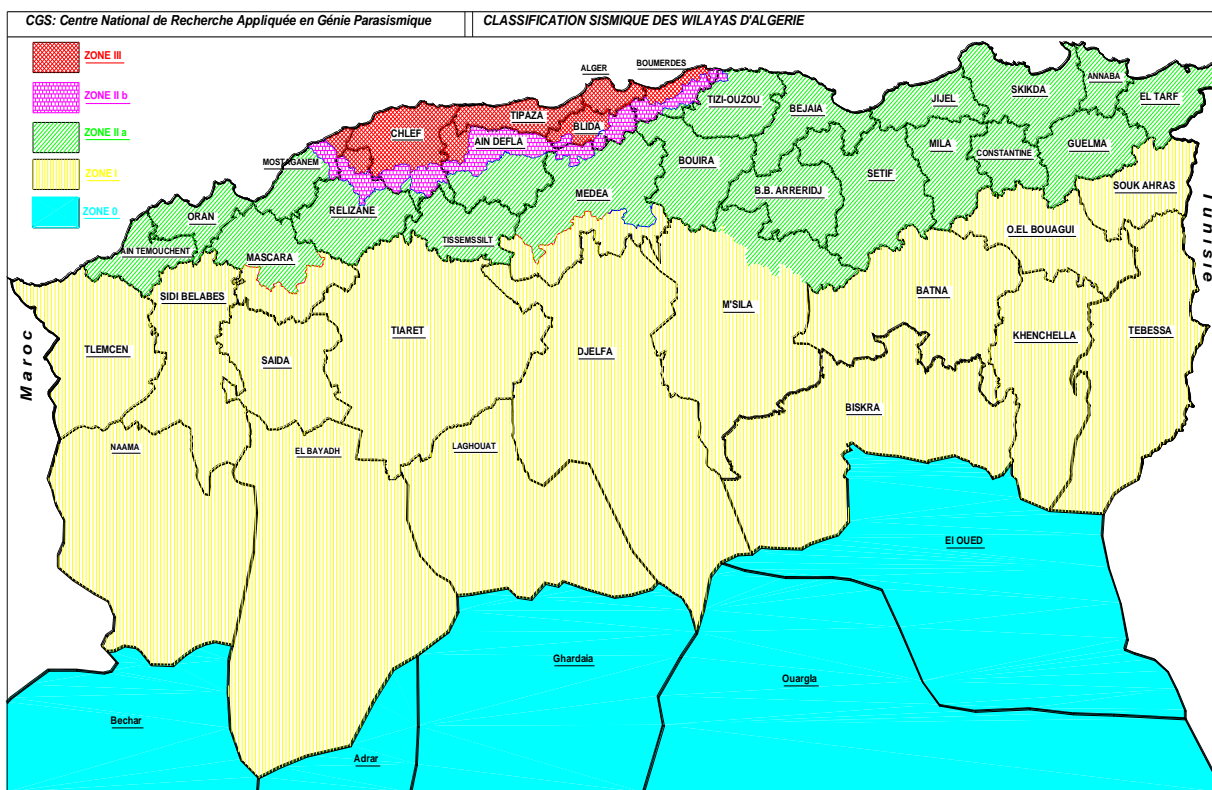 CGS: Centre National de Recherche Appliquée en Génie Parasismique
CLASSIFICATION SISMIQUE DES WILAYAS D'ALGERIE
ZONE III
ZONE II b
ZONE II a
ZONE I
ZONE 0
ALGER
BOUMERDES
TIPAZA
BLIDA
CHLEF
AIN DEFLA
TIZI-OUZOU
BEJAIA
JIJEL
SKIKDA
ANNABA
EL TARF
MOSTAGANEM
RELIZANE
MEDEA
BOUIRA
B.B. ARRERIDJ
SETIF
MILA
CONSTANTINE
GUELMA
SOUK AHRAS
ORAN
AIN TEMOUCHENT
MASCARA
TISSEMSSILT
O.EL BOUAGUI
Tunisie
SIDI BELABES
TIARET
M'SILA
BATNA
KHENCHELLA
TEBESSA
Maroc
TLEMCEN
SAIDA
DJELFA
BISKRA
NAAMA
EL BAYADH
LAGHOUAT
El OUED
Ghardaia
Ouargla
Bechar
Adrar